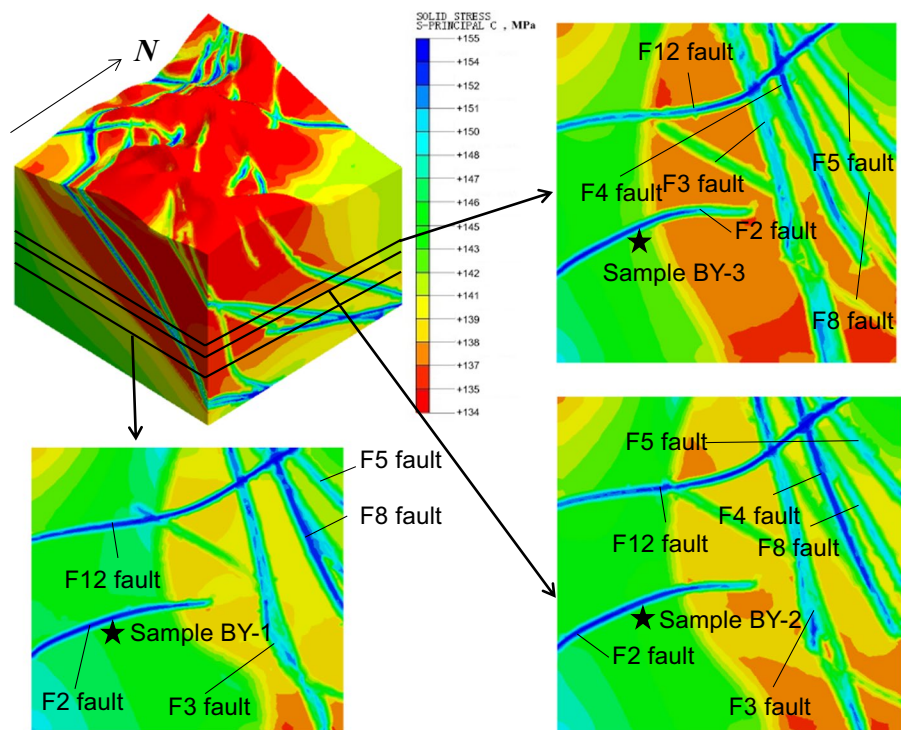 N
SOLID STRESS
S-PRINCIPAL C , MPa
+155
+154
+152
+151
+150
+148
+147
+146
+145
+143
+142
+141
+139
+138
+137
+135
+134
F12 fault
F5 fault
F3 fault
F4 fault
F2 fault
Sample BY-3
F8 fault
F5 fault
F8 fault
F12 fault
Sample BY-1
F2 fault
F3 fault
F5 fault
F4 fault
F12 fault
F8 fault
Sample BY-2
F2 fault
F3 fault